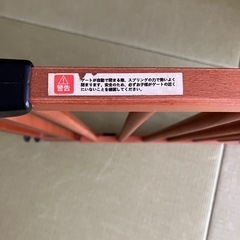 警告
ゲートが自動で閉まる際、スプリングの力で勢いよく
閉まります。安全のため、必ずお子様がゲートの近く
にいないことを確認してください。